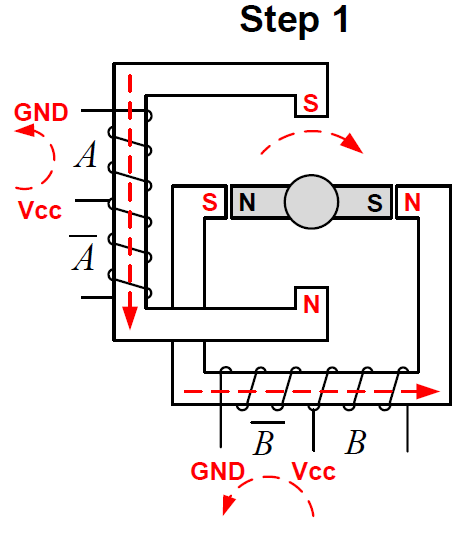 Step 1
GND
S
A
Vcc
S N S N
A̅
N
B̅ B
GND Vcc